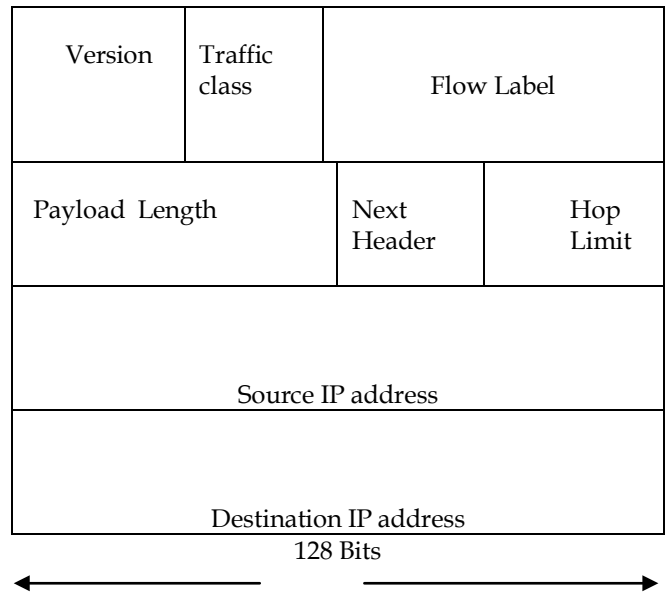 Version
Traffic
class
Flow Label
Payload Length
Next
Header
Hop
Limit
Source IP address
Destination IP address
128 Bits